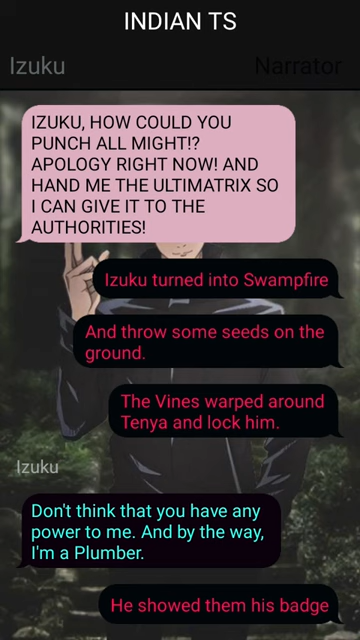 INDIAN TS
Izuku
Narrator
IZUKU, HOW COULD YOU
PUNCH ALL MIGHT!?
APOLOGY RIGHT NOW! AND
HAND ME THE ULTIMATRIX SO
I CAN GIVE IT TO THE
AUTHORITIES!
Izuku turned into Swampfire
And throw some seeds on the
ground.
The Vines warped around
Tenya and lock him.
Izuku
Don't think that you have any
power to me. And by the way,
I'm a Plumber.
He showed them his badge